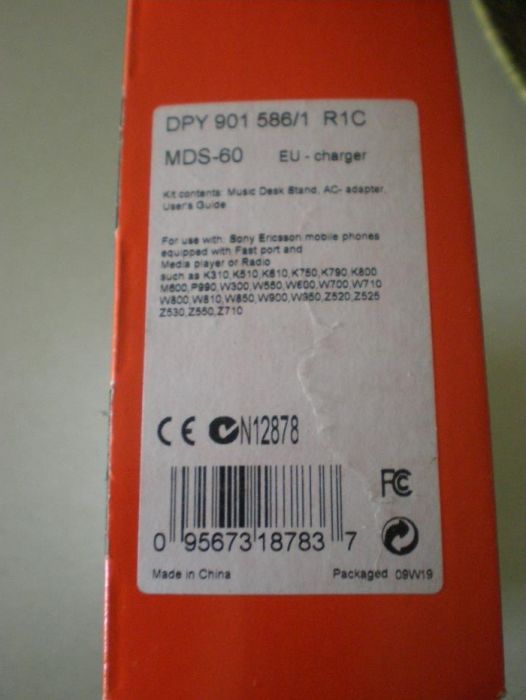 DPY 901 586/1 R1C
MDS-60 EU - charger
Kit contents: Music Desk Stand, AC- adapter,
User's Guide
For use with: Sony Ericsson mobile phones
equipped with Fast port and
Media player or Radio
such as K310,K510,K610,K750,K790,K800
M600,P990,W300,W550,W600,W700,W710
W800,W810,W850,W900,W950,Z520,Z525
Z530,Z550,Z710
CE N12878
FC
0 95673 18783 7
Made in China Packaged 09W19